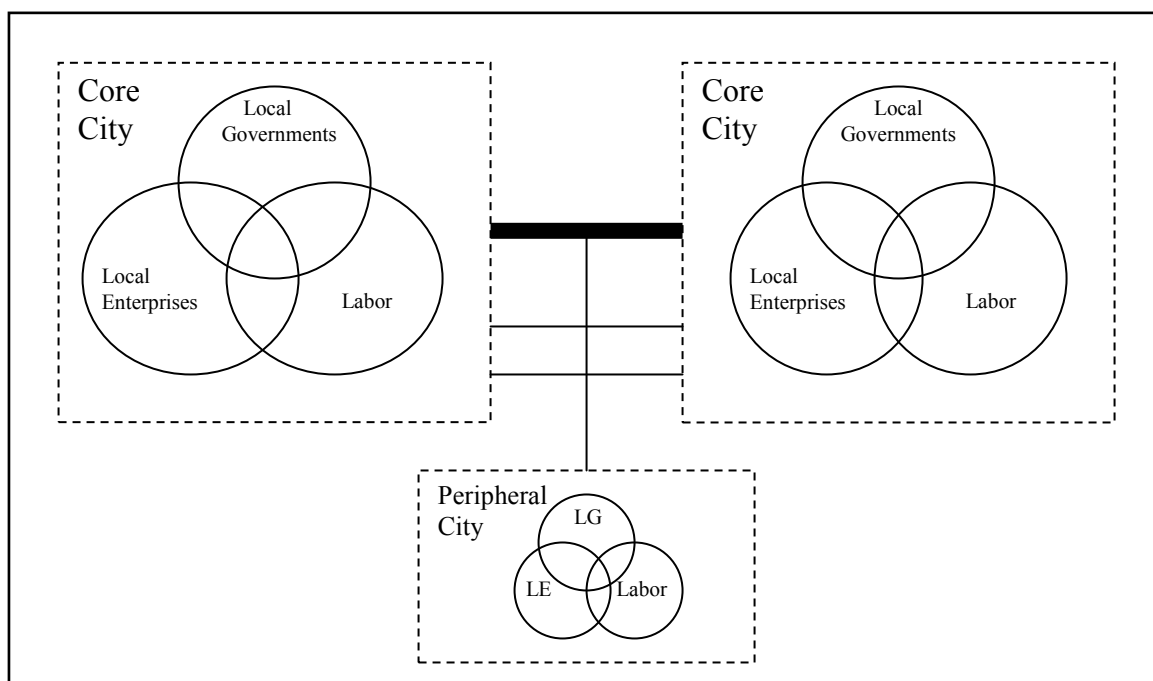 Core
City
Local
Governments
Local
Enterprises
Labor
Core
City
Local
Governments
Local
Enterprises
Labor
Peripheral
City
LG
LE
Labor